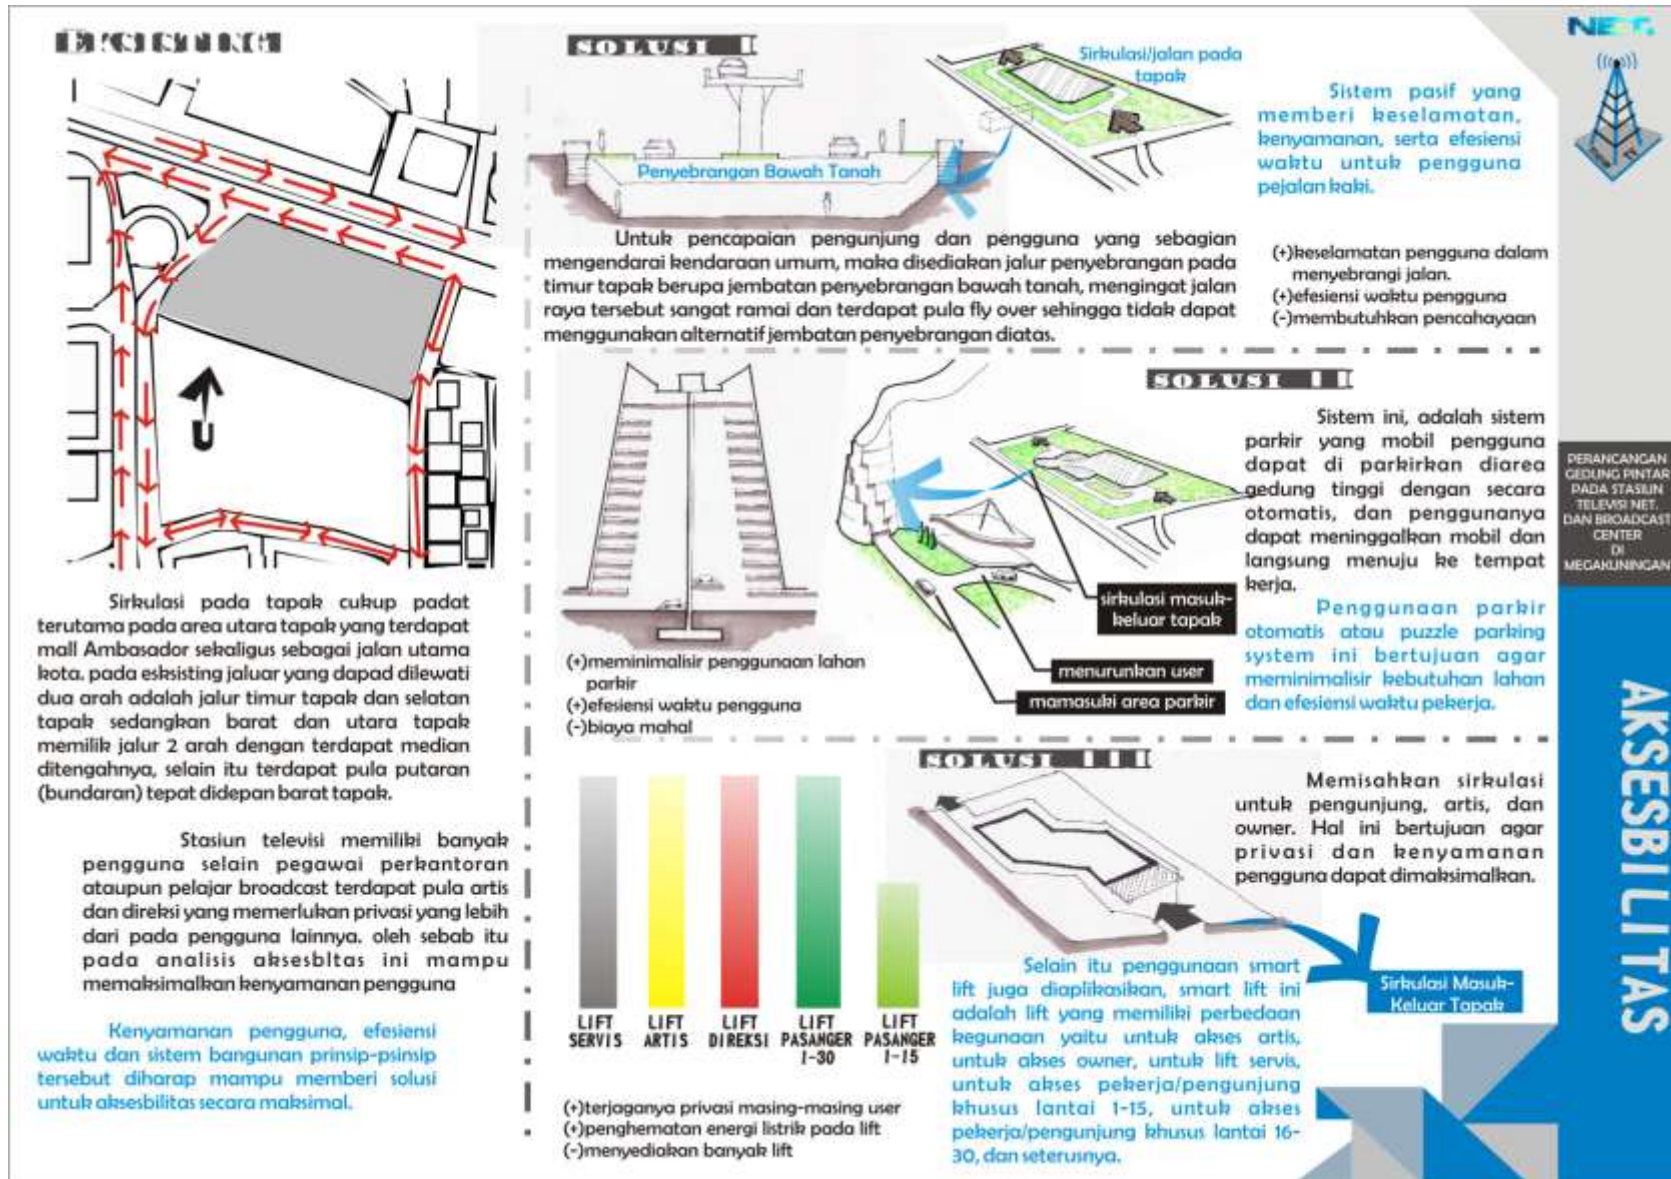 EKSISTING
Sirkulasi pada tapak cukup padat
terutama pada area utara tapak yang terdapat
mall Ambasador sekaligus sebagai jalan utama
kota. pada esksisting jaluar yang dapad dilewati
dua arah adalah jalur timur tapak dan selatan
tapak sedangkan barat dan utara tapak
memilik jalur 2 arah dengan terdapat median
ditengahnya, selain itu terdapat pula putaran
(bundaran) tepat didepan barat tapak.
Stasiun televisi memiliki banyak
pengguna selain pegawai perkantoran
ataupun pelajar broadcast terdapat pula artis
dan direksi yang memerlukan privasi yang lebih
dari pada pengguna lainnya. oleh sebab itu
pada analisis aksesbltas ini mampu
memaksimalkan kenyamanan pengguna
Kenyamanan pengguna, efesiensi
waktu dan sistem bangunan prinsip-psinsip
tersebut diharap mampu memberi solusi
untuk aksesbilitas secara maksimal.
U
SOLUSI I
Sirkulasi/jalan pada
tapak
Penyebrangan Bawah Tanah
Sistem pasif yang
memberi keselamatan,
kenyamanan, serta efesiensi
waktu untuk pengguna
pejalan kaki.
Untuk pencapaian pengunjung dan pengguna yang sebagian
mengendarai kendaraan umum, maka disediakan jalur penyebrangan pada
timur tapak berupa jembatan penyebrangan bawah tanah, mengingat jalan
raya tersebut sangat ramai dan terdapat pula fly over sehingga tidak dapat
menggunakan alternatif jembatan penyebrangan diatas.
(+)keselamatan pengguna dalam
menyebrangi jalan.
(+)efesiensi waktu pengguna
(-)membutuhkan pencahayaan
SOLUSI II
Sistem ini, adalah sistem
parkir yang mobil pengguna
dapat di parkirkan diarea
gedung tinggi dengan secara
otomatis, dan penggunanya
dapat meninggalkan mobil dan
langsung menuju ke tempat
kerja.
Penggunaan parkir
otomatis atau puzzle parking
system ini bertujuan agar
meminimalisir kebutuhan lahan
dan efesiensi waktu pekerja.
sirkulasi masuk-
keluar tapak
menurunkan user
mamasuki area parkir
(+)meminimalisir penggunaan lahan
parkir
(+)efesiensi waktu pengguna
(-)biaya mahal
SOLUSI III
Memisahkan sirkulasi
untuk pengunjung, artis, dan
owner. Hal ini bertujuan agar
privasi dan kenyamanan
pengguna dapat dimaksimalkan.
Sirkulasi Masuk-
Keluar Tapak
Selain itu penggunaan smart
lift juga diaplikasikan, smart lift ini
adalah lift yang memiliki perbedaan
kegunaan yaitu untuk akses artis,
untuk akses owner, untuk lift servis,
untuk akses pekerja/pengunjung
khusus lantai 1-15, untuk akses
pekerja/pengunjung khusus lantai 16-
30, dan seterusnya.
LIFT
SERVIS
LIFT
ARTIS
LIFT
DIREKSI
LIFT
PASANGER
1-30
LIFT
PASANGER
1-15
(+)terjaganya privasi masing-masing user
(+)penghematan energi listrik pada lift
(-)menyediakan banyak lift
NET.
PERANCANGAN
GEDUNG PINTAR
PADA STASIUN
TELEVISI NET.
DAN BROADCAST
CENTER
DI
MEGAKUNINGAN
AKSESBILITAS